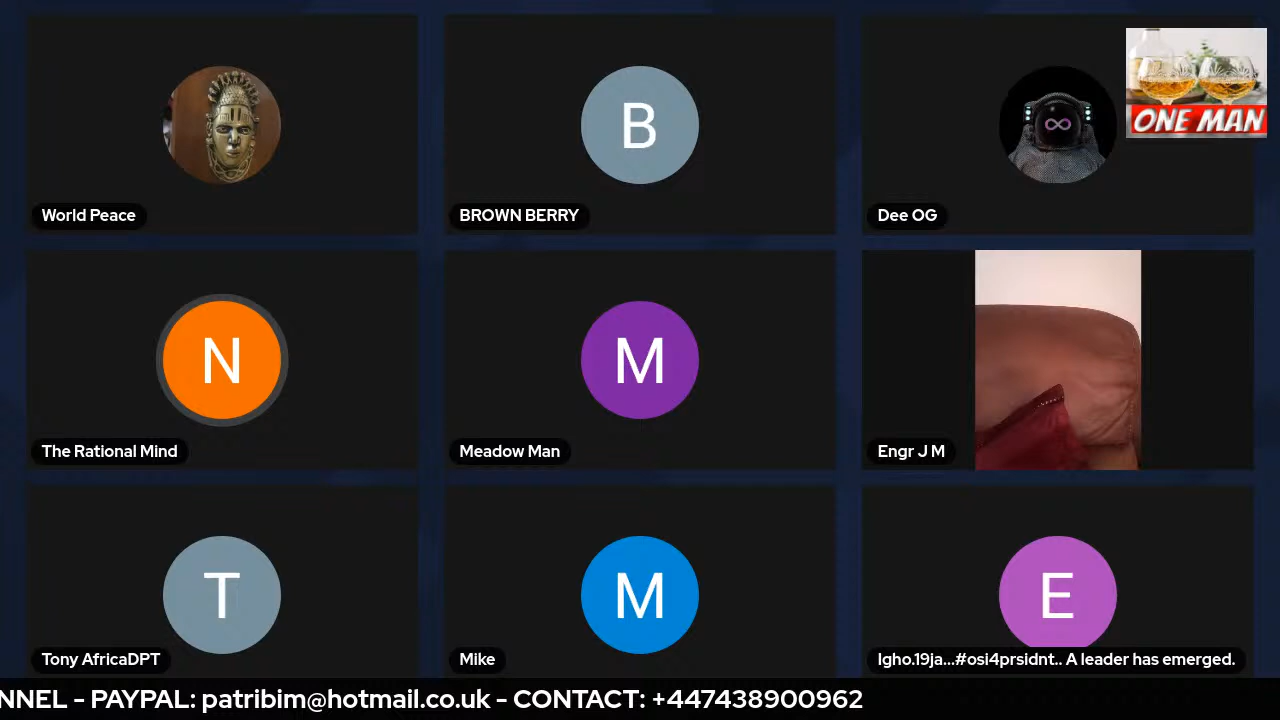 ONE MAN
B
World Peace
BROWN BERRY
Dee OG
N
M
The Rational Mind
Meadow Man
Engr J M
T
M
E
Tony AfricaDPT
Mike
Igho.19ja...#osi4prsidnt.. A leader has emerged.
NNEL - PAYPAL: patribim@hotmail.co.uk - CONTACT: +447438900962